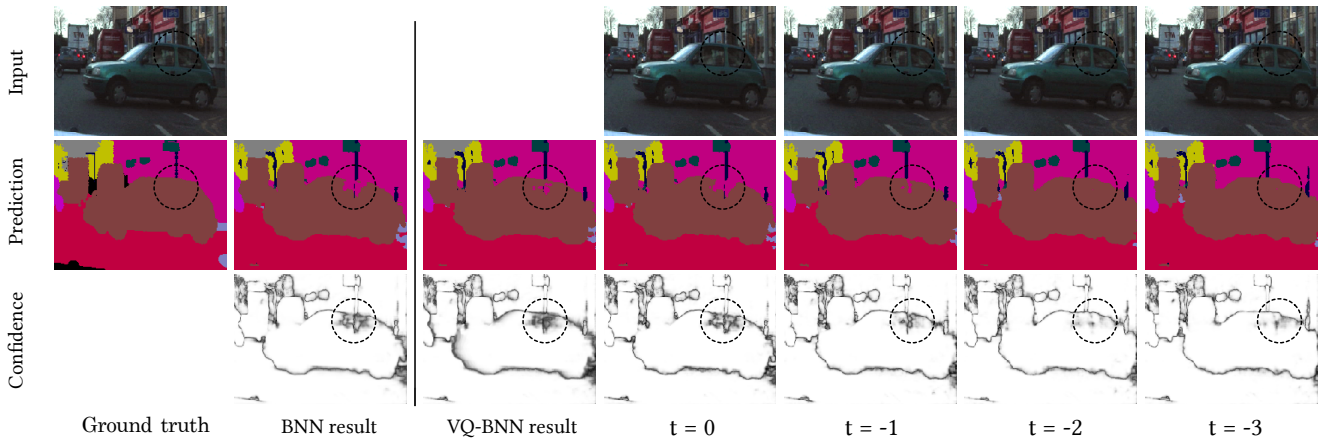 Input
Prediction
Confidence
Ground truth
BNN result
VQ-BNN result
t = 0
t = -1
t = -2
t = -3